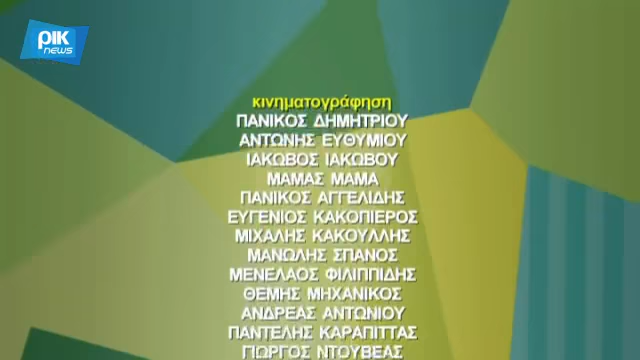 ΡΙΚ
news
κινηματογράφηση
ΠΑΝΙΚΟΣ ΔΗΜΗΤΡΙΟΥ
ΑΝΤΩΝΗΣ ΕΥΘΥΜΙΟΥ
ΙΑΚΩΒΟΣ ΙΑΚΩΒΟΥ
ΜΑΜΑΣ ΜΑΜΑ
ΠΑΝΙΚΟΣ ΑΓΓΕΛΙΔΗΣ
ΕΥΓΕΝΙΟΣ ΚΑΚΟΠΙΕΡΟΣ
ΜΙΧΑΛΗΣ ΚΑΚΟΥΛΛΗΣ
ΜΑΝΩΛΗΣ ΣΠΑΝΟΣ
ΜΕΝΕΛΑΟΣ ΦΙΛΙΠΠΙΔΗΣ
ΘΕΜΗΣ ΜΗΧΑΝΙΚΟΣ
ΑΝΔΡΕΑΣ ΑΝΤΩΝΙΟΥ
ΠΑΝΤΕΛΗΣ ΚΑΡΑΠΙΤΤΑΣ
ΓΙΩΡΓΟΣ ΝΤΟΥΒΕΑΣ